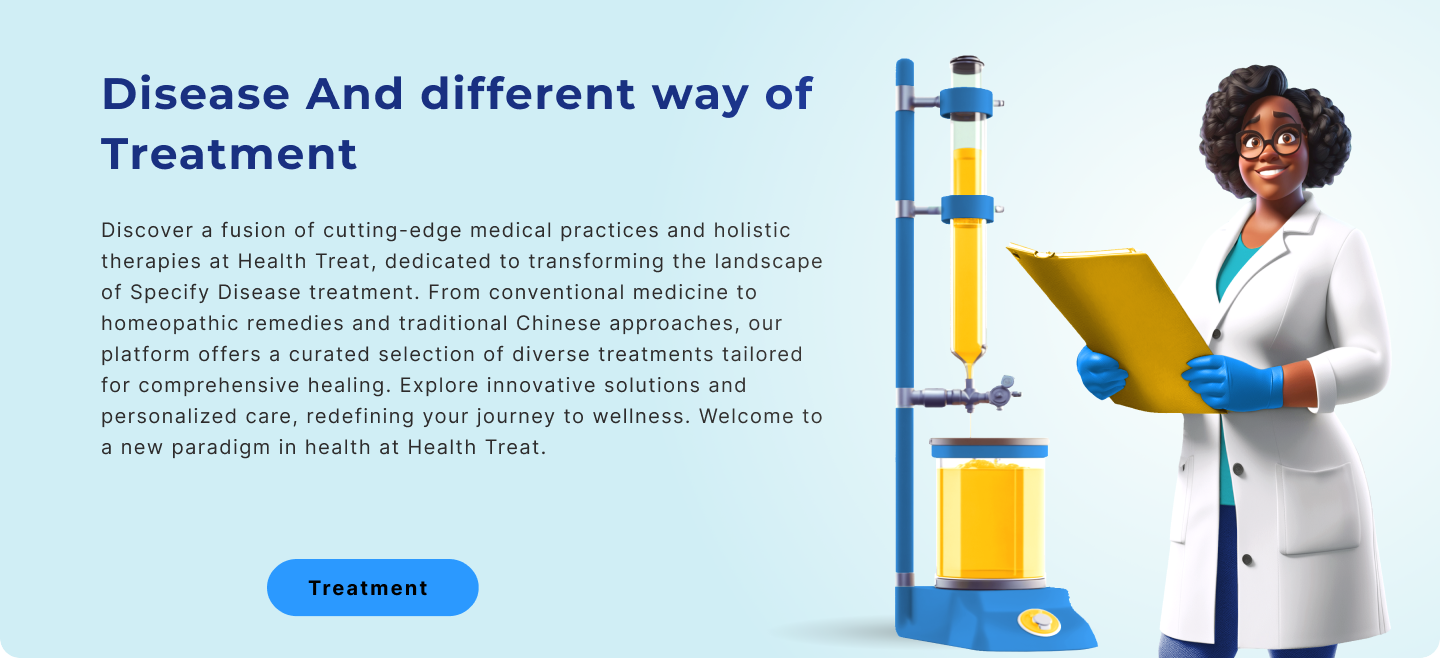 Disease And different way of
Treatment
Discover a fusion of cutting-edge medical practices and holistic
therapies at Health Treat, dedicated to transforming the landscape
of Specify Disease treatment. From conventional medicine to
homeopathic remedies and traditional Chinese approaches, our
platform offers a curated selection of diverse treatments tailored
for comprehensive healing. Explore innovative solutions and
personalized care, redefining your journey to wellness. Welcome to
a new paradigm in health at Health Treat.
Treatment